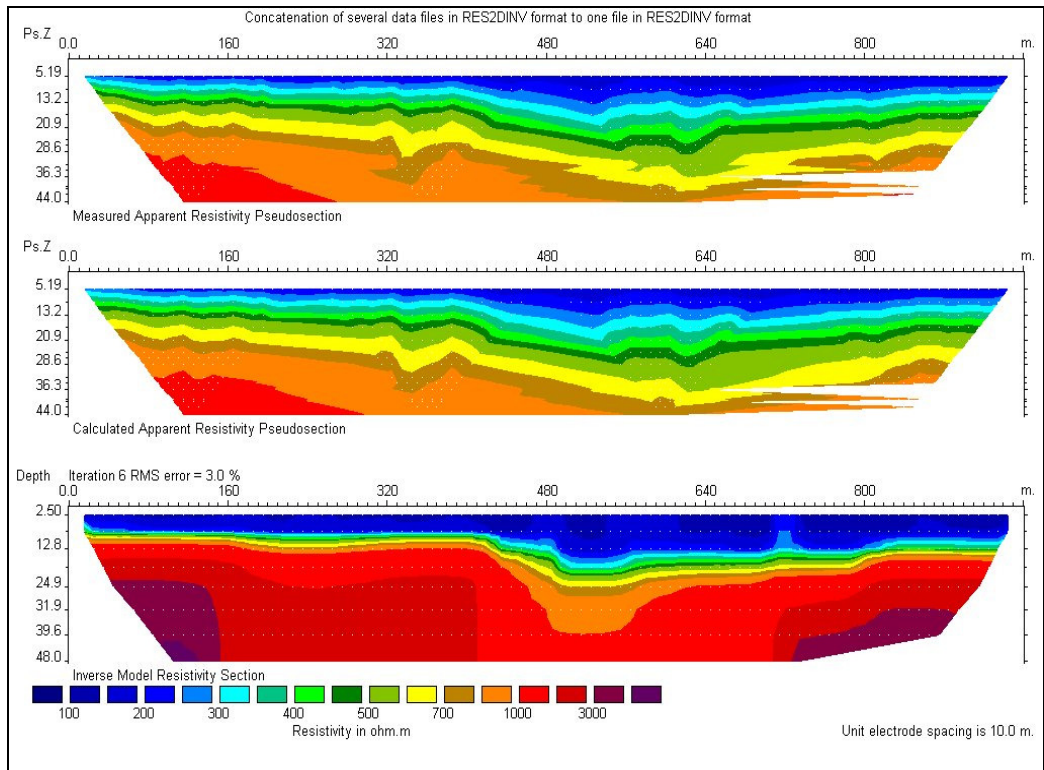 Concatenation of several data files in RES2DINV format to one file in RES2DINV format
Ps.Z 0.0 160 320 480 640 800 m.
5.19
13.2
20.9
28.6
36.3
44.0
Measured Apparent Resistivity Pseudosection
Ps.Z 0.0 160 320 480 640 800 m.
5.19
13.2
20.9
28.6
36.3
44.0
Calculated Apparent Resistivity Pseudosection
Depth Iteration 6 RMS error = 3.0 %
0.0 160 320 480 640 800 m.
2.50
12.8
24.9
31.9
39.6
48.0
Inverse Model Resistivity Section
100 200 300 400 500 700 1000 3000
Resistivity in ohm.m Unit electrode spacing is 10.0 m.